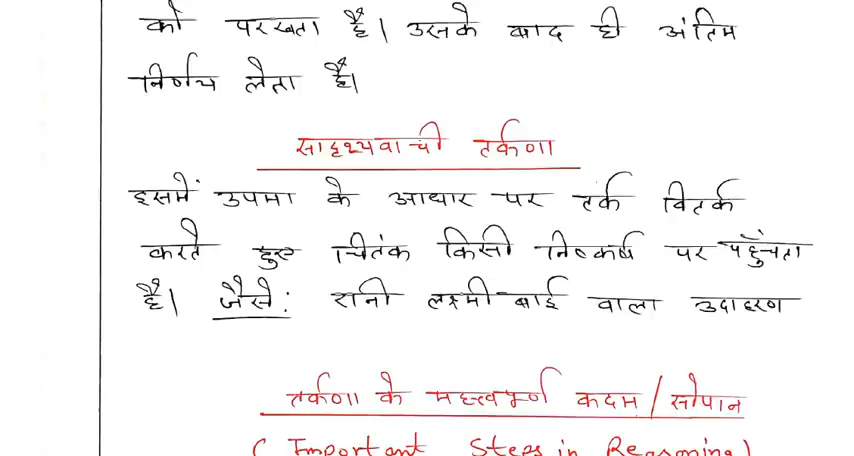 को परखता है। उसके बाद ही अंतिम
निर्णय लेता है।
सादृश्यवाची तर्कणा
इसमें उपमा के आधार पर तर्क वितर्क
करते हुए चिंतक किसी निष्कर्ष पर पहुँचता
है। जैसे: रानी लक्ष्मी-बाई वाला उदाहरण
तर्कणा के महत्त्वपूर्ण कदम / सोपान
( Important Steps in Reasoning)